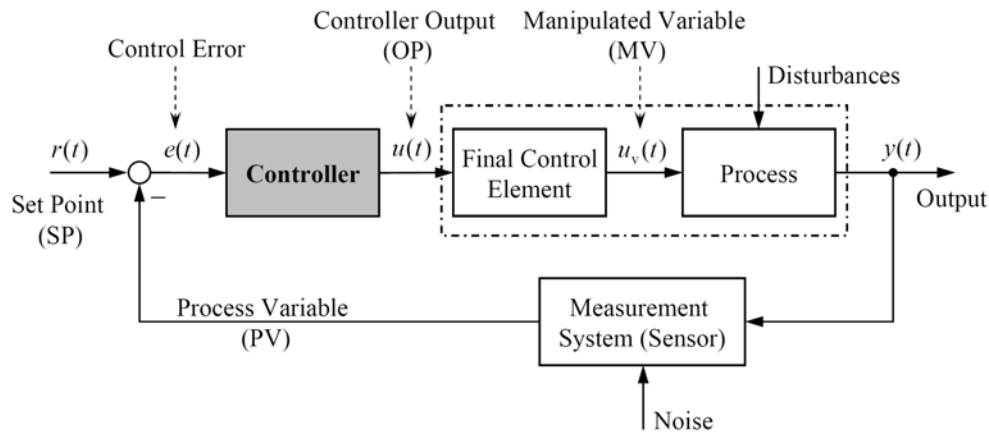 Controller Output
(OP)
Manipulated Variable
(MV)
Control Error
Disturbances
r(t)
e(t)
Controller
u(t)
Final Control
Element
u_v(t)
Process
y(t)
–
Set Point
(SP)
Output
Process Variable
(PV)
Measurement
System (Sensor)
Noise